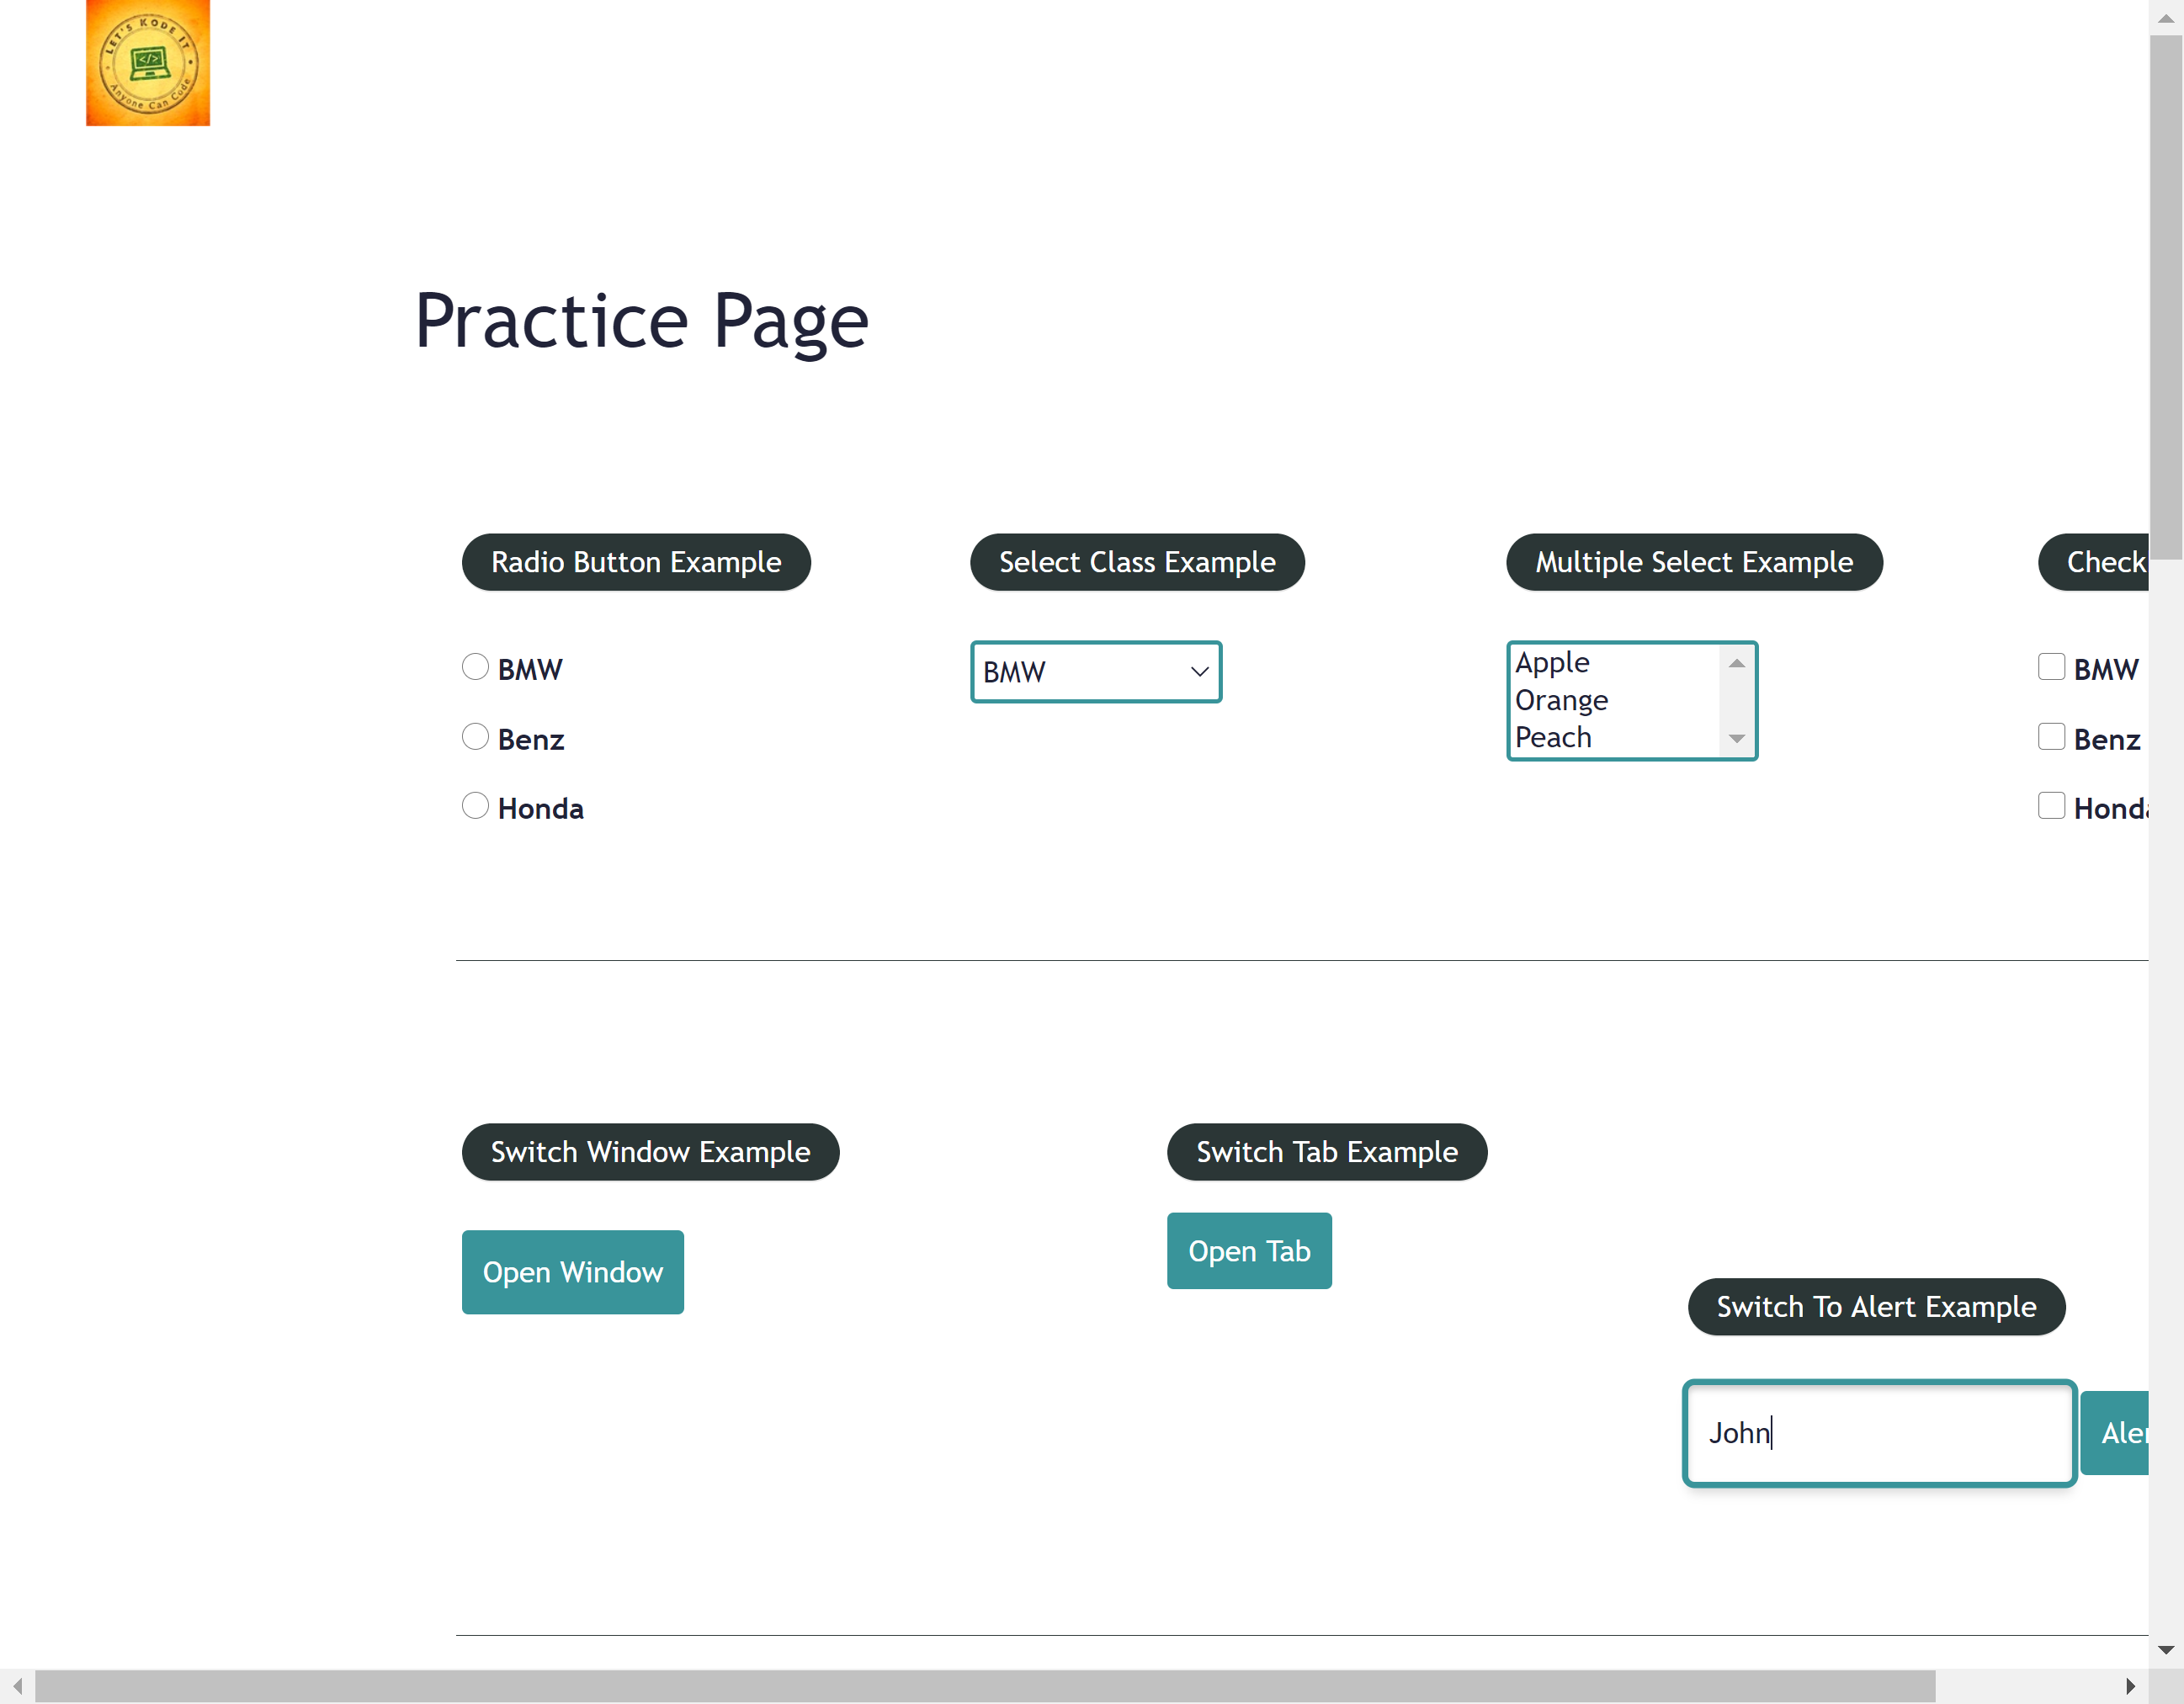 LET'S KODE IT
</>
Anyone Can Code
Practice Page
Radio Button Example
Select Class Example
Multiple Select Example
Check
BMW
Benz
Honda
BMW
Apple
Orange
Peach
BMW
Benz
Honda
Switch Window Example
Open Window
Switch Tab Example
Open Tab
Switch To Alert Example
John
Aler